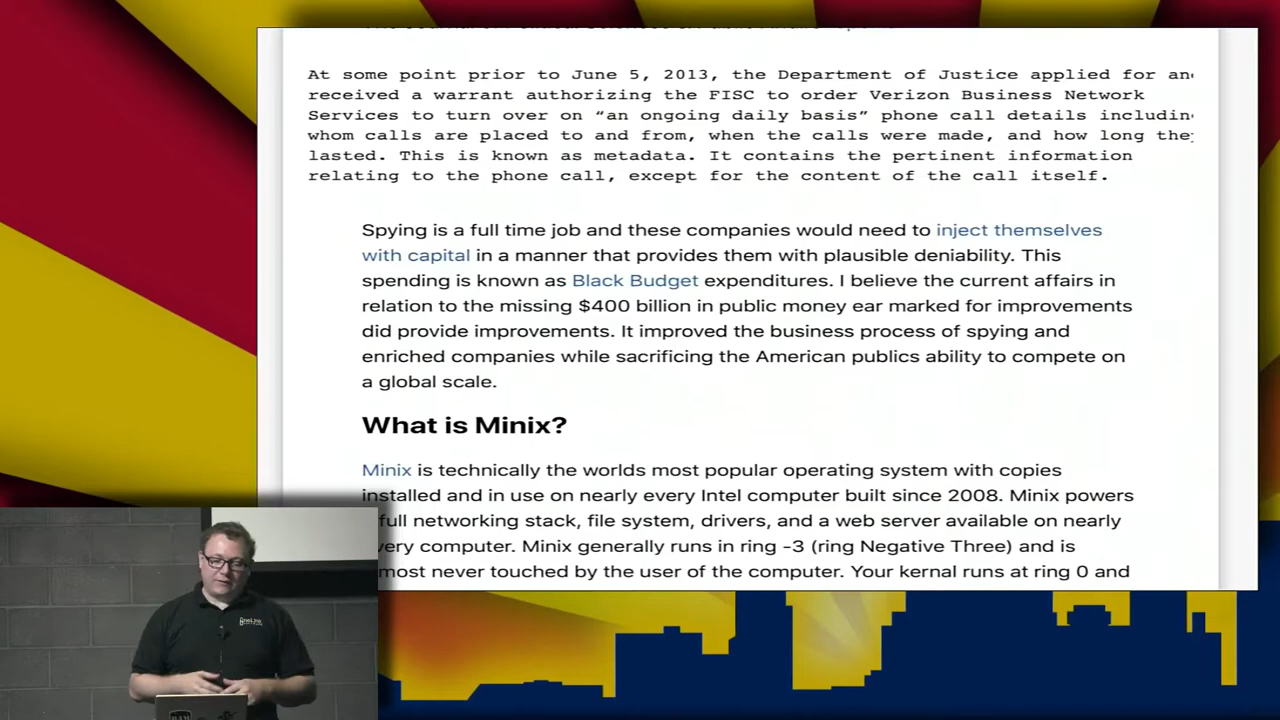 At some point prior to June 5, 2013, the Department of Justice applied for an
received a warrant authorizing the FISC to order Verizon Business Network
Services to turn over on “an ongoing daily basis” phone call details includin
whom calls are placed to and from, when the calls were made, and how long the
lasted. This is known as metadata. It contains the pertinent information
relating to the phone call, except for the content of the call itself.
Spying is a full time job and these companies would need to inject themselves
with capital in a manner that provides them with plausible deniability. This
spending is known as Black Budget expenditures. I believe the current affairs in
relation to the missing $400 billion in public money ear marked for improvements
did provide improvements. It improved the business process of spying and
enriched companies while sacrificing the American publics ability to compete on
a global scale.
What is Minix?
Minix is technically the worlds most popular operating system with copies
installed and in use on nearly every Intel computer built since 2008. Minix powers
full networking stack, file system, drivers, and a web server available on nearly
very computer. Minix generally runs in ring -3 (ring Negative Three) and is
most never touched by the user of the computer. Your kernal runs at ring 0 and